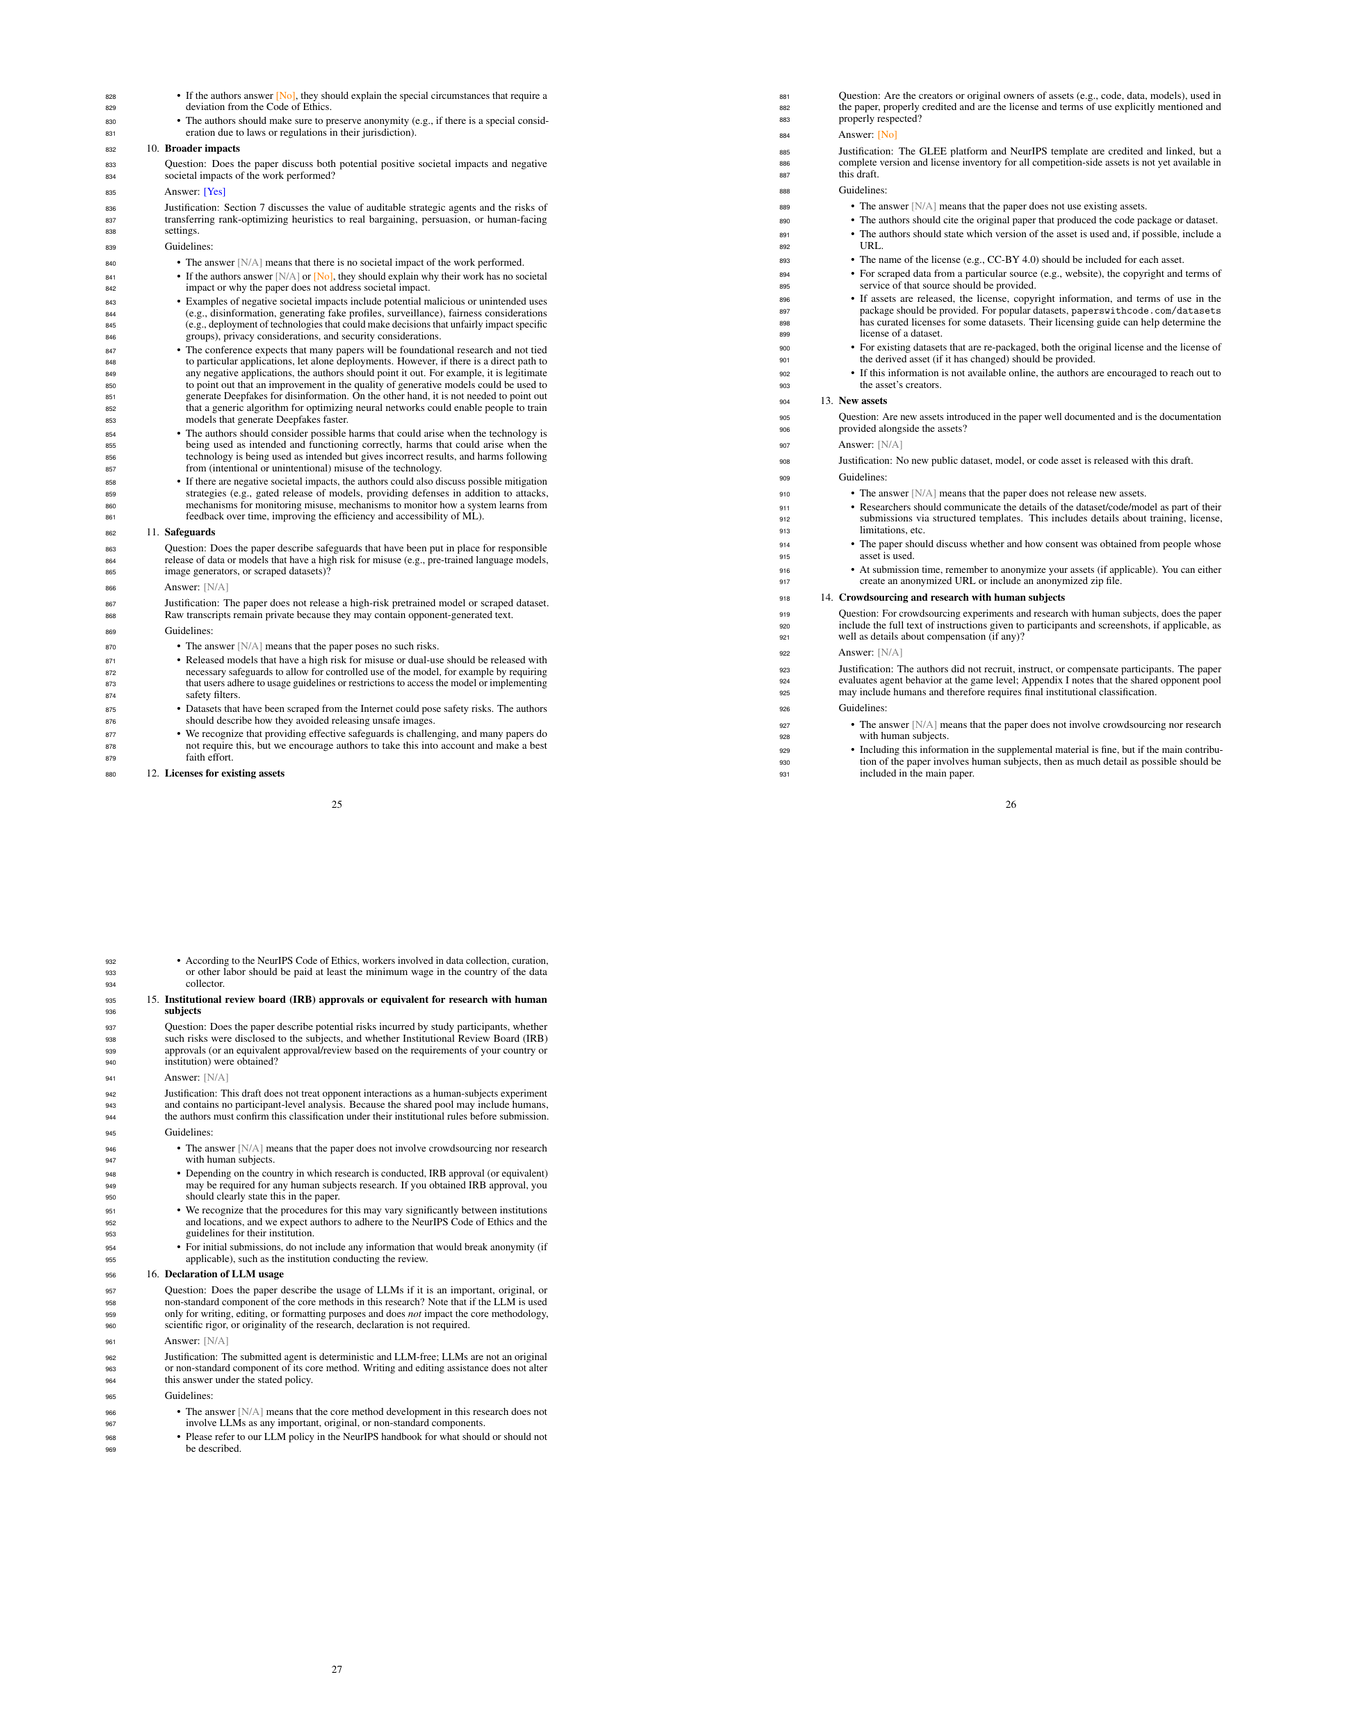 828 • If the authors answer [No], they should explain the special circumstances that require a
829 deviation from the Code of Ethics.
830 • The authors should make sure to preserve anonymity (e.g., if there is a special consid-
831 eration due to laws or regulations in their jurisdiction).
832 10. Broader impacts
833 Question: Does the paper discuss both potential positive societal impacts and negative
834 societal impacts of the work performed?
835 Answer: [Yes]
836 Justification: Section 7 discusses the value of auditable strategic agents and the risks of
837 transferring rank-optimizing heuristics to real bargaining, persuasion, or human-facing
838 settings.
839 Guidelines:
840 • The answer [N/A] means that there is no societal impact of the work performed.
841 • If the authors answer [N/A] or [No], they should explain why their work has no societal
842 impact or why the paper does not address societal impact.
843 • Examples of negative societal impacts include potential malicious or unintended uses
844 (e.g., disinformation, generating fake profiles, surveillance), fairness considerations
845 (e.g., deployment of technologies that could make decisions that unfairly impact specific
846 groups), privacy considerations, and security considerations.
847 • The conference expects that many papers will be foundational research and not tied
848 to particular applications, let alone deployments. However, if there is a direct path to
849 any negative applications, the authors should point it out. For example, it is legitimate
850 to point out that an improvement in the quality of generative models could be used to
851 generate Deepfakes for disinformation. On the other hand, it is not needed to point out
852 that a generic algorithm for optimizing neural networks could enable people to train
853 models that generate Deepfakes faster.
854 • The authors should consider possible harms that could arise when the technology is
855 being used as intended and functioning correctly, harms that could arise when the
856 technology is being used as intended but gives incorrect results, and harms following
857 from (intentional or unintentional) misuse of the technology.
858 • If there are negative societal impacts, the authors could also discuss possible mitigation
859 strategies (e.g., gated release of models, providing defenses in addition to attacks,
860 mechanisms for monitoring misuse, mechanisms to monitor how a system learns from
861 feedback over time, improving the efficiency and accessibility of ML).
862 11. Safeguards
863 Question: Does the paper describe safeguards that have been put in place for responsible
864 release of data or models that have a high risk for misuse (e.g., pre-trained language models,
865 image generators, or scraped datasets)?
866 Answer: [N/A]
867 Justification: The paper does not release a high-risk pretrained model or scraped dataset.
868 Raw transcripts remain private because they may contain opponent-generated text.
869 Guidelines:
870 • The answer [N/A] means that the paper poses no such risks.
871 • Released models that have a high risk for misuse or dual-use should be released with
872 necessary safeguards to allow for controlled use of the model, for example by requiring
873 that users adhere to usage guidelines or restrictions to access the model or implementing
874 safety filters.
875 • Datasets that have been scraped from the Internet could pose safety risks. The authors
876 should describe how they avoided releasing unsafe images.
877 • We recognize that providing effective safeguards is challenging, and many papers do
878 not require this, but we encourage authors to take this into account and make a best
879 faith effort.
880 12. Licenses for existing assets
25
881 Question: Are the creators or original owners of assets (e.g., code, data, models), used in
882 the paper, properly credited and are the license and terms of use explicitly mentioned and
883 properly respected?
884 Answer: [No]
885 Justification: The GLEE platform and NeurIPS template are credited and linked, but a
886 complete version and license inventory for all competition-side assets is not yet available in
887 this draft.
888 Guidelines:
889 • The answer [N/A] means that the paper does not use existing assets.
890 • The authors should cite the original paper that produced the code package or dataset.
891 • The authors should state which version of the asset is used and, if possible, include a
892 URL.
893 • The name of the license (e.g., CC-BY 4.0) should be included for each asset.
894 • For scraped data from a particular source (e.g., website), the copyright and terms of
895 service of that source should be provided.
896 • If assets are released, the license, copyright information, and terms of use in the
897 package should be provided. For popular datasets, paperswithcode.com/datasets
898 has curated licenses for some datasets. Their licensing guide can help determine the
899 license of a dataset.
900 • For existing datasets that are re-packaged, both the original license and the license of
901 the derived asset (if it has changed) should be provided.
902 • If this information is not available online, the authors are encouraged to reach out to
903 the asset's creators.
904 13. New assets
905 Question: Are new assets introduced in the paper well documented and is the documentation
906 provided alongside the assets?
907 Answer: [N/A]
908 Justification: No new public dataset, model, or code asset is released with this draft.
909 Guidelines:
910 • The answer [N/A] means that the paper does not release new assets.
911 • Researchers should communicate the details of the dataset/code/model as part of their
912 submissions via structured templates. This includes details about training, license,
913 limitations, etc.
914 • The paper should discuss whether and how consent was obtained from people whose
915 asset is used.
916 • At submission time, remember to anonymize your assets (if applicable). You can either
917 create an anonymized URL or include an anonymized zip file.
918 14. Crowdsourcing and research with human subjects
919 Question: For crowdsourcing experiments and research with human subjects, does the paper
920 include the full text of instructions given to participants and screenshots, if applicable, as
921 well as details about compensation (if any)?
922 Answer: [N/A]
923 Justification: The authors did not recruit, instruct, or compensate participants. The paper
924 evaluates agent behavior at the game level; Appendix I notes that the shared opponent pool
925 may include humans and therefore requires final institutional classification.
926 Guidelines:
927 • The answer [N/A] means that the paper does not involve crowdsourcing nor research
928 with human subjects.
929 • Including this information in the supplemental material is fine, but if the main contribu-
930 tion of the paper involves human subjects, then as much detail as possible should be
931 included in the main paper.
26
932 • According to the NeurIPS Code of Ethics, workers involved in data collection, curation,
933 or other labor should be paid at least the minimum wage in the country of the data
934 collector.
935 15. Institutional review board (IRB) approvals or equivalent for research with human
936 subjects
937 Question: Does the paper describe potential risks incurred by study participants, whether
938 such risks were disclosed to the subjects, and whether Institutional Review Board (IRB)
939 approvals (or an equivalent approval/review based on the requirements of your country or
940 institution) were obtained?
941 Answer: [N/A]
942 Justification: This draft does not treat opponent interactions as a human-subjects experiment
943 and contains no participant-level analysis. Because the shared pool may include humans,
944 the authors must confirm this classification under their institutional rules before submission.
945 Guidelines:
946 • The answer [N/A] means that the paper does not involve crowdsourcing nor research
947 with human subjects.
948 • Depending on the country in which research is conducted, IRB approval (or equivalent)
949 may be required for any human subjects research. If you obtained IRB approval, you
950 should clearly state this in the paper.
951 • We recognize that the procedures for this may vary significantly between institutions
952 and locations, and we expect authors to adhere to the NeurIPS Code of Ethics and the
953 guidelines for their institution.
954 • For initial submissions, do not include any information that would break anonymity (if
955 applicable), such as the institution conducting the review.
956 16. Declaration of LLM usage
957 Question: Does the paper describe the usage of LLMs if it is an important, original, or
958 non-standard component of the core methods in this research? Note that if the LLM is used
959 only for writing, editing, or formatting purposes and does not impact the core methodology,
960 scientific rigor, or originality of the research, declaration is not required.
961 Answer: [N/A]
962 Justification: The submitted agent is deterministic and LLM-free; LLMs are not an original
963 or non-standard component of its core method. Writing and editing assistance does not alter
964 this answer under the stated policy.
965 Guidelines:
966 • The answer [N/A] means that the core method development in this research does not
967 involve LLMs as any important, original, or non-standard components.
968 • Please refer to our LLM policy in the NeurIPS handbook for what should or should not
969 be described.
27